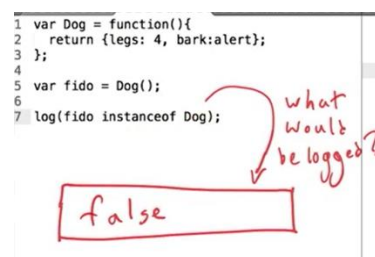 1 var Dog = function(){
2   return {legs: 4, bark:alert};
3 };
4
5 var fido = Dog();
6
7 log(fido instanceof Dog);
what
would
be logged?
false